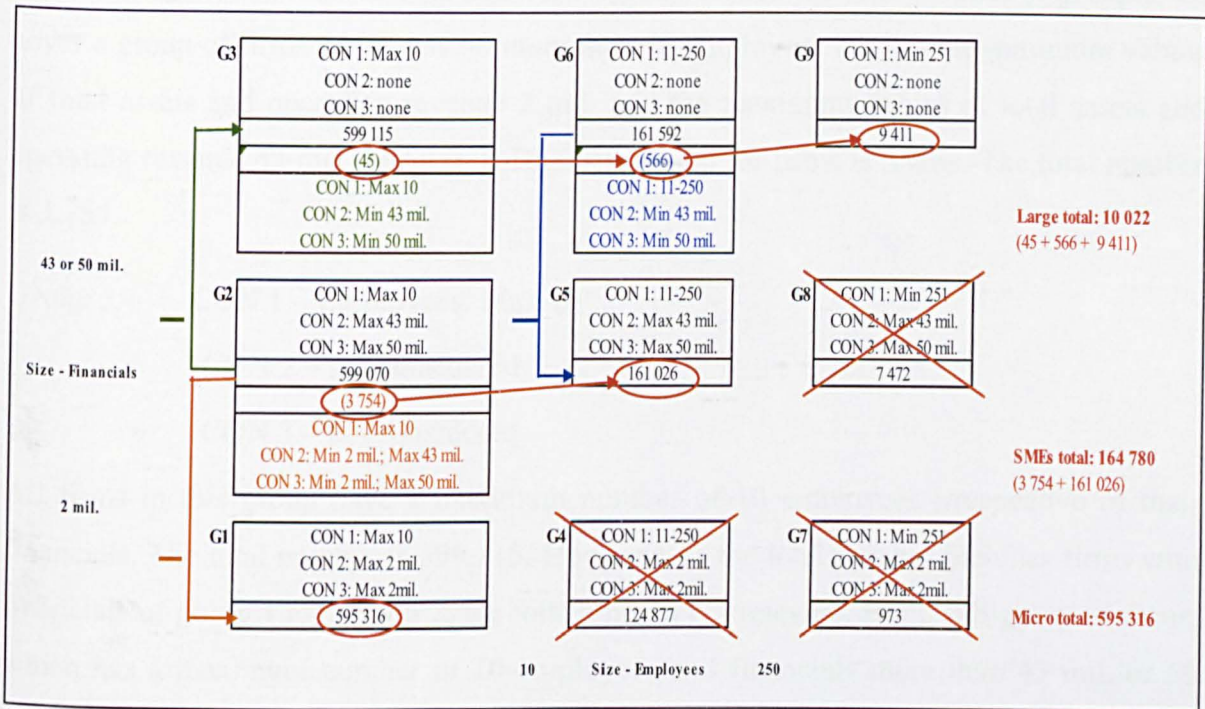 G3
CON 1: Max 10
CON 2: none
CON 3: none
599 115
(45)
CON 1: Max 10
CON 2: Min 43 mil.
CON 3: Min 50 mil.
G6
CON 1: 11-250
CON 2: none
CON 3: none
161 592
(566)
CON 1: 11-250
CON 2: Min 43 mil.
CON 3: Min 50 mil.
G9
CON 1: Min 251
CON 2: none
CON 3: none
9 411
Large total: 10 022
(45 + 566 + 9 411)
43 or 50 mil.
G2
CON 1: Max 10
CON 2: Max 43 mil.
CON 3: Max 50 mil.
599 070
(3 754)
CON 1: Max 10
CON 2: Min 2 mil.; Max 43 mil.
CON 3: Min 2 mil.; Max 50 mil.
G5
CON 1: 11-250
CON 2: Max 43 mil.
CON 3: Max 50 mil.
161 026
G8
CON 1: Min 251
CON 2: Max 43 mil.
CON 3: Max 50 mil.
7 472
Size - Financials
SMEs total: 164 780
(3 754 + 161 026)
2 mil.
G1
CON 1: Max 10
CON 2: Max 2 mil.
CON 3: Max 2mil.
595 316
G4
CON 1: 11-250
CON 2: Max 2 mil.
CON 3: Max 2mil.
124 877
G7
CON 1: Min 251
CON 2: Max 2 mil.
CON 3: Max 2mil.
973
Micro total: 595 316
10 Size - Employees 250